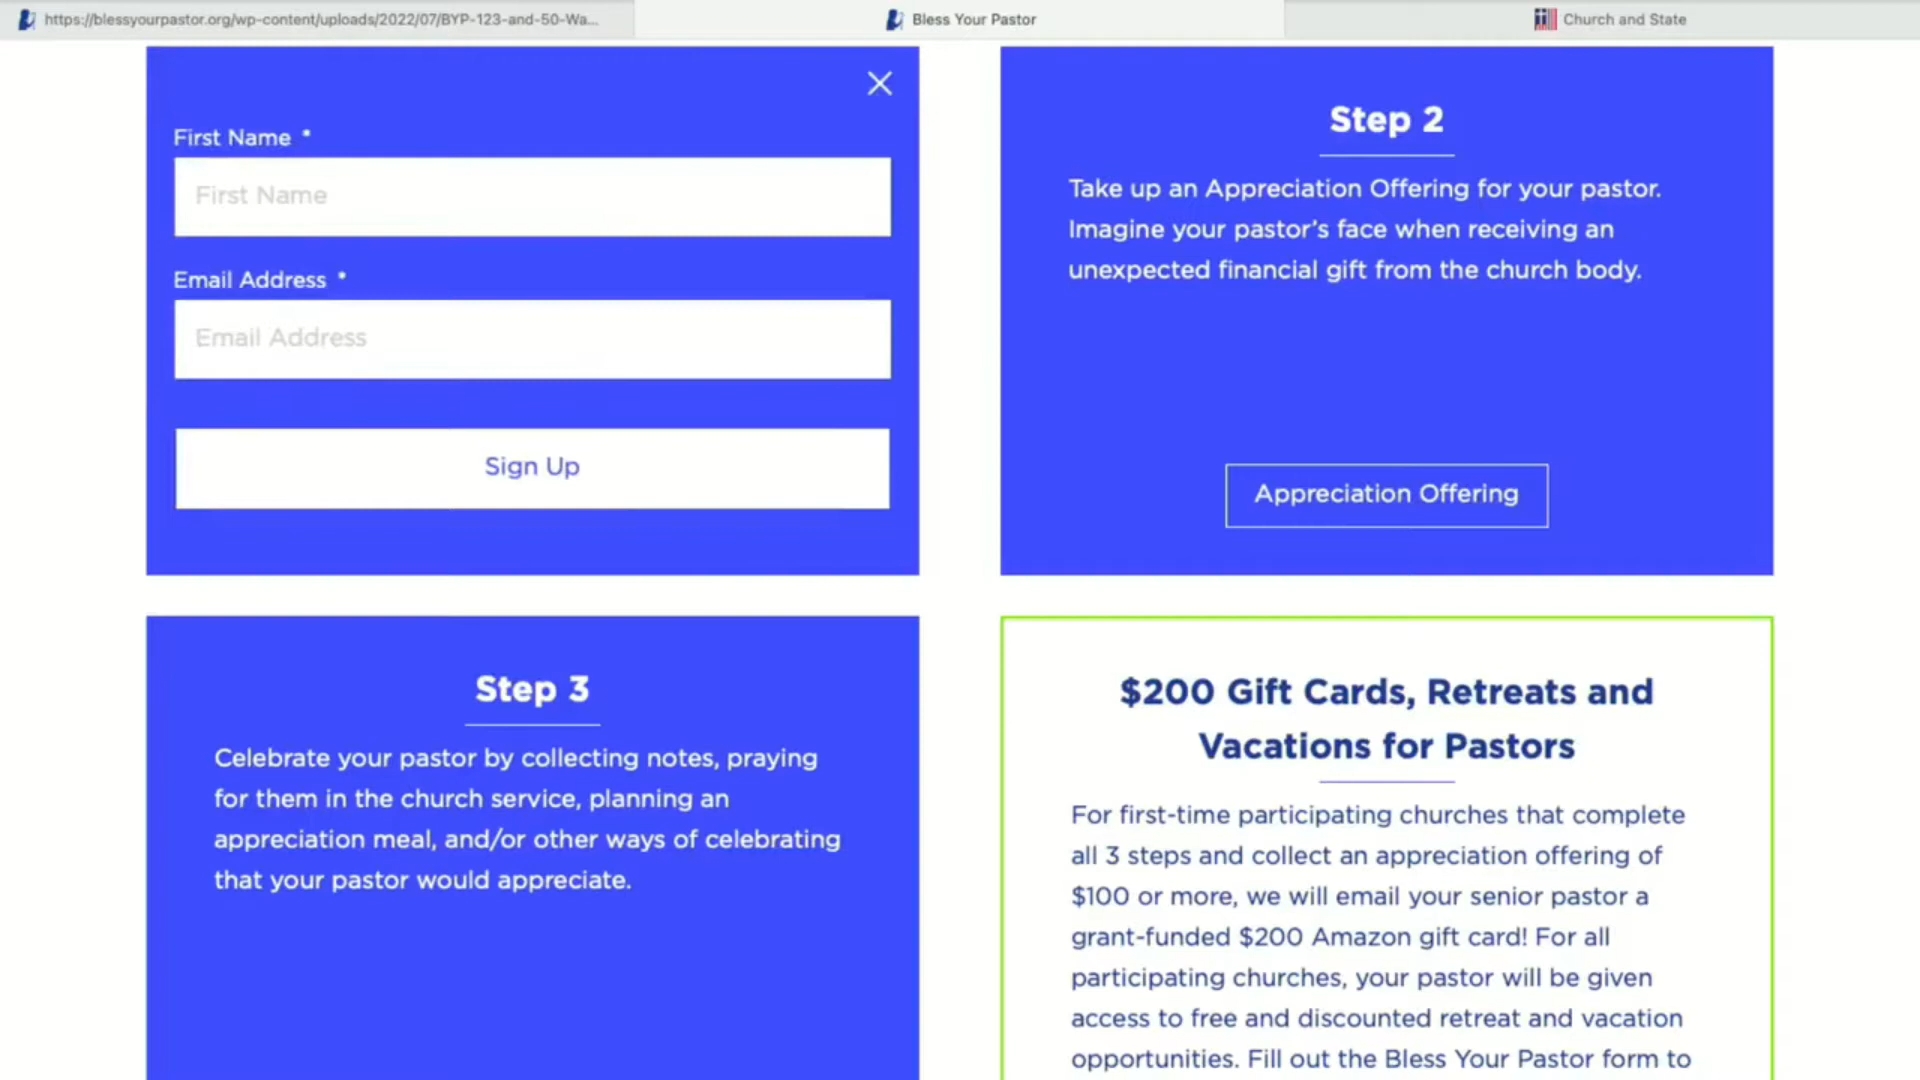 https://blessyourpastor.org/wp-content/uploads/2022/07/BYP-123-and-50-Wa...
Bless Your Pastor
Church and State
First Name *
First Name
Email Address *
Email Address
Sign Up
Step 2
Take up an Appreciation Offering for your pastor.
Imagine your pastor’s face when receiving an
unexpected financial gift from the church body.
Appreciation Offering
Step 3
Celebrate your pastor by collecting notes, praying
for them in the church service, planning an
appreciation meal, and/or other ways of celebrating
that your pastor would appreciate.
$200 Gift Cards, Retreats and
Vacations for Pastors
For first-time participating churches that complete
all 3 steps and collect an appreciation offering of
$100 or more, we will email your senior pastor a
grant-funded $200 Amazon gift card! For all
participating churches, your pastor will be given
access to free and discounted retreat and vacation
opportunities. Fill out the Bless Your Pastor form to